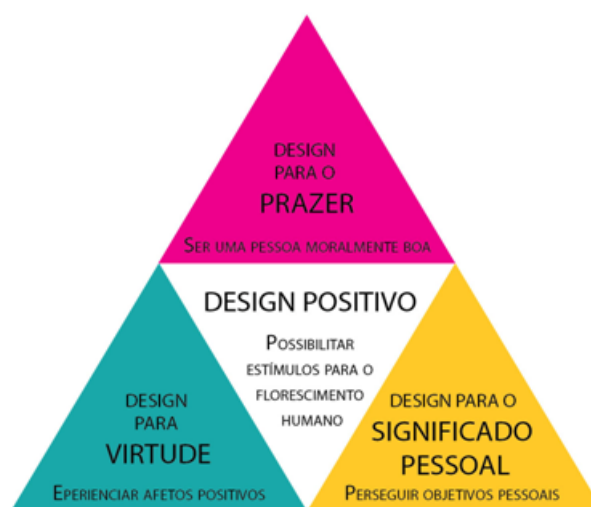 DESIGN
PARA O
PRAZER
SER UMA PESSOA MORALMENTE BOA
DESIGN POSITIVO
POSSIBILITAR
ESTÍMULOS PARA O
FLORESCIMENTO
HUMANO
DESIGN
PARA
VIRTUDE
EPERIENCIAR AFETOS POSITIVOS
DESIGN PARA O
SIGNIFICADO
PESSOAL
PERSEGUIR OBJETIVOS PESSOAIS